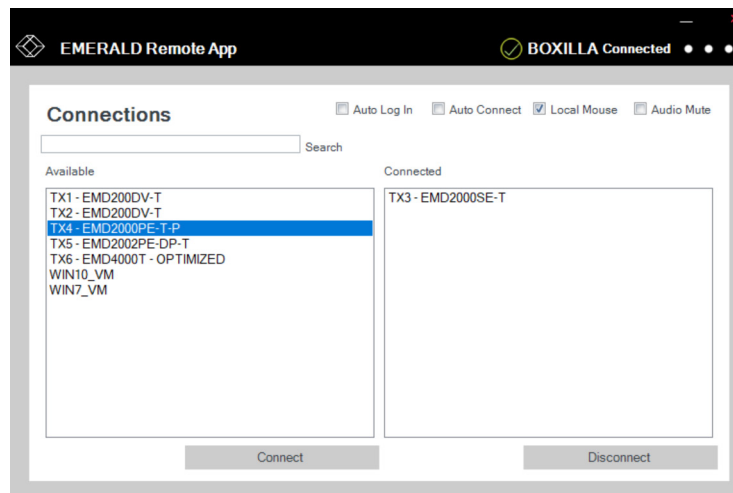 EMERALD Remote App
BOXILLA Connected
Connections
Auto Log In
Auto Connect
Local Mouse
Audio Mute
Search
Available
Connected
TX1 - EMD200DV-T
TX2 - EMD200DV-T
TX4 - EMD2000PE-T-P
TX5 - EMD2002PE-DP-T
TX6 - EMD4000T - OPTIMIZED
WIN10_VM
WIN7_VM
TX3 - EMD2000SE-T
Connect
Disconnect